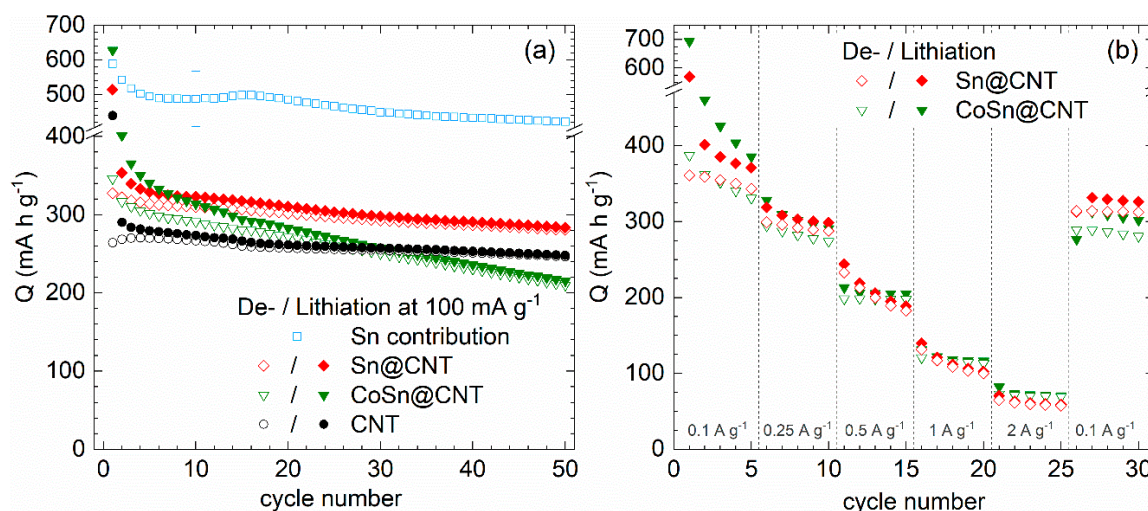 (a)
700
600
500
400
300
200
100
0
Q (mA h g⁻¹)
De- / Lithiation at 100 mA g⁻¹
Sn contribution
/ Sn@CNT
/ CoSn@CNT
/ CNT
0 10 20 30 40 50
cycle number
(b)
De- / Lithiation
/ Sn@CNT
/ CoSn@CNT
700
600
400
300
200
100
0
Q (mA h g⁻¹)
0.1 A g⁻¹ 0.25 A g⁻¹ 0.5 A g⁻¹ 1 A g⁻¹ 2 A g⁻¹ 0.1 A g⁻¹
0 5 10 15 20 25 30
cycle number